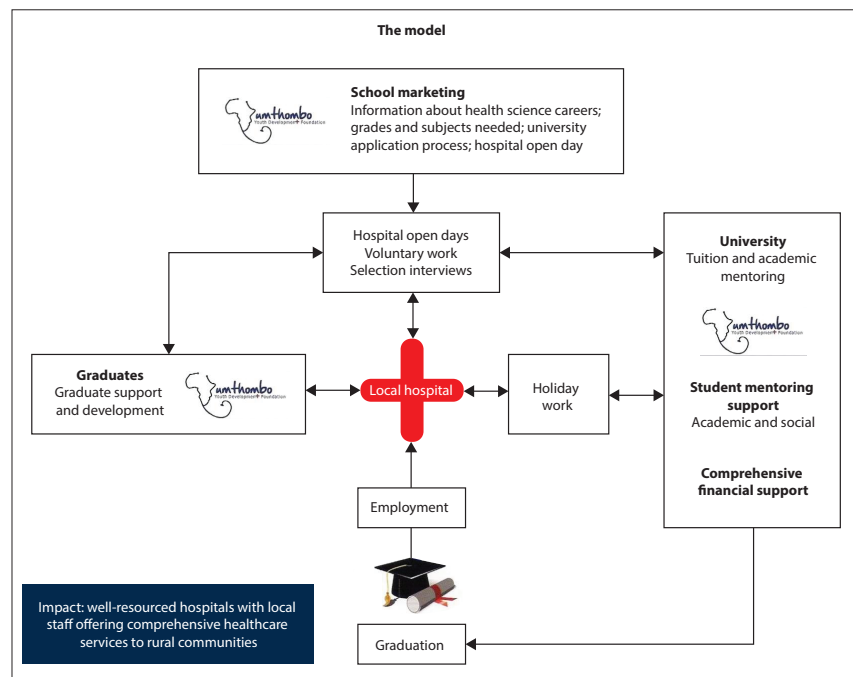 The model
School marketing
Information about health science careers;
grades and subjects needed; university
application process; hospital open day
umthombo
Youth Development Foundation
Hospital open days
Voluntary work
Selection interviews
University
Tuition and academic
mentoring
umthombo
Youth Development Foundation
Student mentoring
support
Academic and social
Comprehensive
financial support
Graduates
Graduate support
and development
umthombo
Youth Development Foundation
Local hospital
Holiday
work
Employment
Graduation
Impact: well-resourced hospitals with local
staff offering comprehensive healthcare
services to rural communities